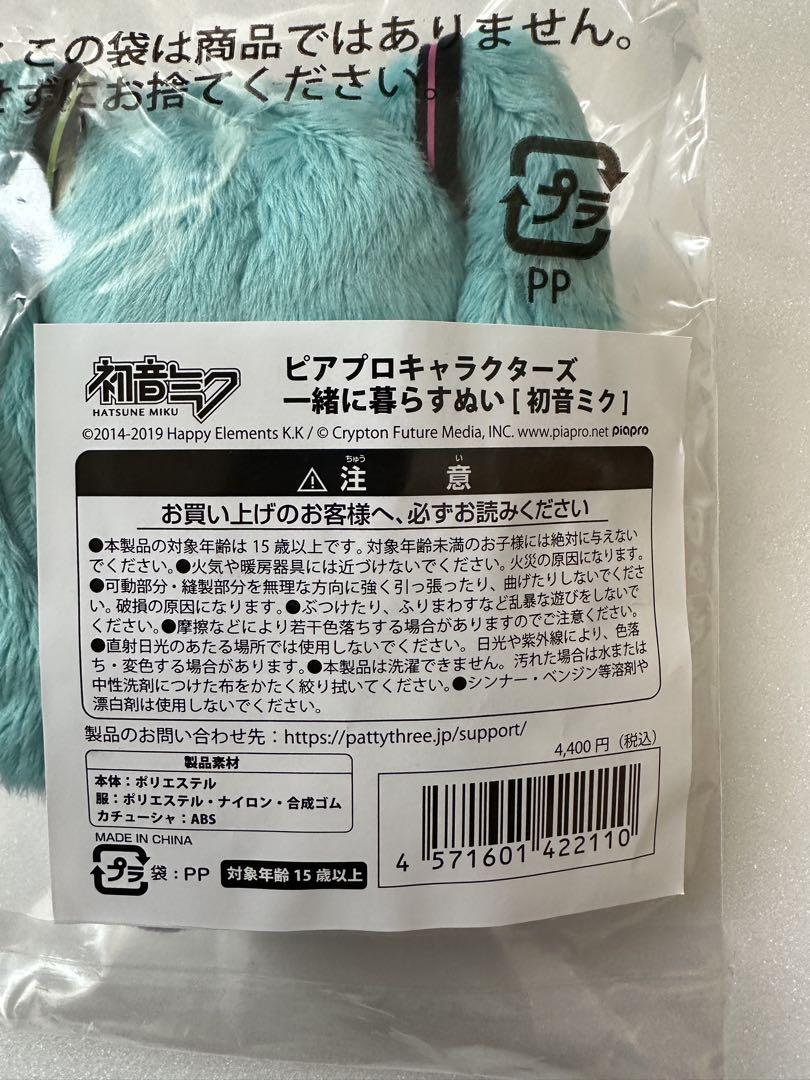 この袋は商品ではありません。
せずにお捨てください。
プラ
PP
初音ミク
HATSUNE MIKU
ピアプロキャラクターズ
一緒に暮らすぬい [ 初音ミク ]
©2014-2019 Happy Elements K.K / © Crypton Future Media, INC. www.piapro.net piapro
ちゅう い
⚠ 注 意
お買い上げのお客様へ、必ずお読みください
●本製品の対象年齢は 15 歳以上です。対象年齢未満のお子様には絶対に与えない
でください。●火気や暖房器具には近づけないでください。火災の原因になります。
●可動部分・縫製部分を無理な方向に強く引っ張ったり、曲げたりしないでくださ
い。破損の原因になります。●ぶつけたり、ふりまわすなど乱暴な遊びをしないで
ください。●摩擦などにより若干色落ちする場合がありますのでご注意ください。
●直射日光のあたる場所では使用しないでください。日光や紫外線により、色落
ち・変色する場合があります。●本製品は洗濯できません。汚れた場合は水または
中性洗剤につけた布をかたく絞り拭いてください。●シンナー・ベンジン等溶剤や
漂白剤は使用しないでください。
製品のお問い合わせ先：https://pattythree.jp/support/
4,400 円（税込）
製品素材
本体：ポリエステル
服：ポリエステル・ナイロン・合成ゴム
カチューシャ：ABS
MADE IN CHINA
プラ 袋：PP 対象年齢 15 歳以上
4 571601 422110